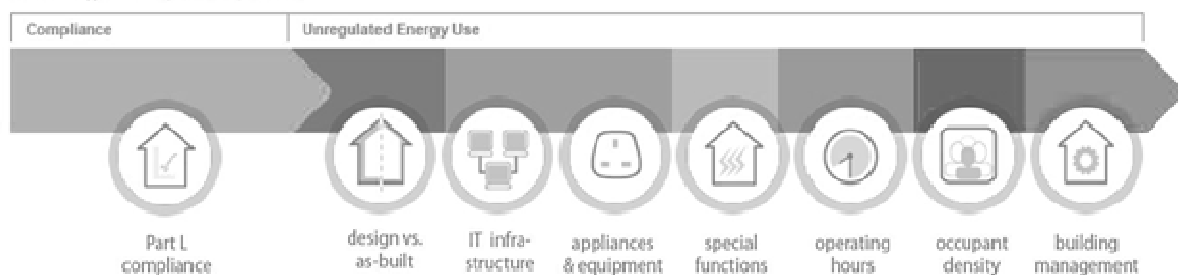 Compliance
Unregulated Energy Use
Part L
compliance
design vs.
as-built
IT infra-
structure
appliances
& equipment
special
functions
operating
hours
occupant
density
building
management